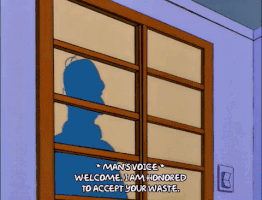 * MAN'S VOICE *
WELCOME. I AM HONORED
TO ACCEPT YOUR WASTE.